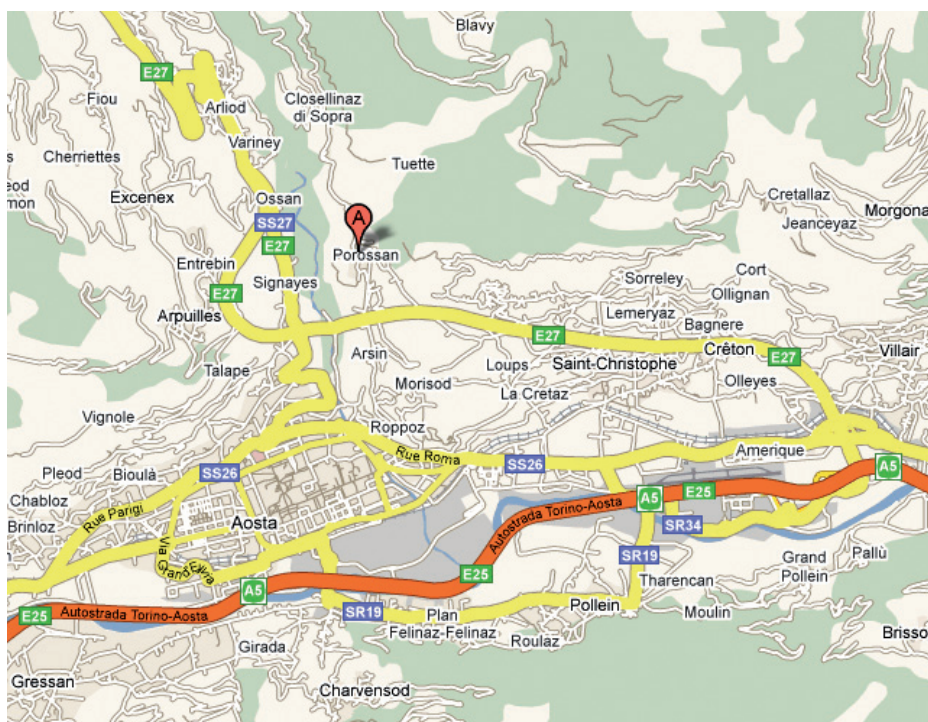 Blavy
E27
Fiou
Arliod
Closellinaz
di Sopra
Variney
Cherriettes
Tuette
Excenex
Ossan
Cretallaz
Morgona
Jeanceyaz
SS27
A
E27
Porossan
Entrebin
Signayes
Sorreley
Cort
Ollignan
E27
Arpuilles
Lemeryaz
Bagnere
E27
Saint-Christophe
Crêton
E27
Villair
Arsin
Talape
Loups
Morisod
La Cretaz
Olleyes
Vignole
Roppoz
Rue Roma
Amerique
Pleod
Bioulà
SS26
SS26
A5
Chabloz
Rue Parigi
A5
E25
Brinloz
Aosta
Autostrada Torino-Aosta
SR34
Via
SR19
Grand
Grand
Pollein
Pallù
E25
Tharencan
A5
Autostrada Torino-Aosta
E25
SR19
Plan
Felinaz-Felinaz
Pollein
Moulin
Roulaz
Girada
Brisso
Gressan
Charvensod